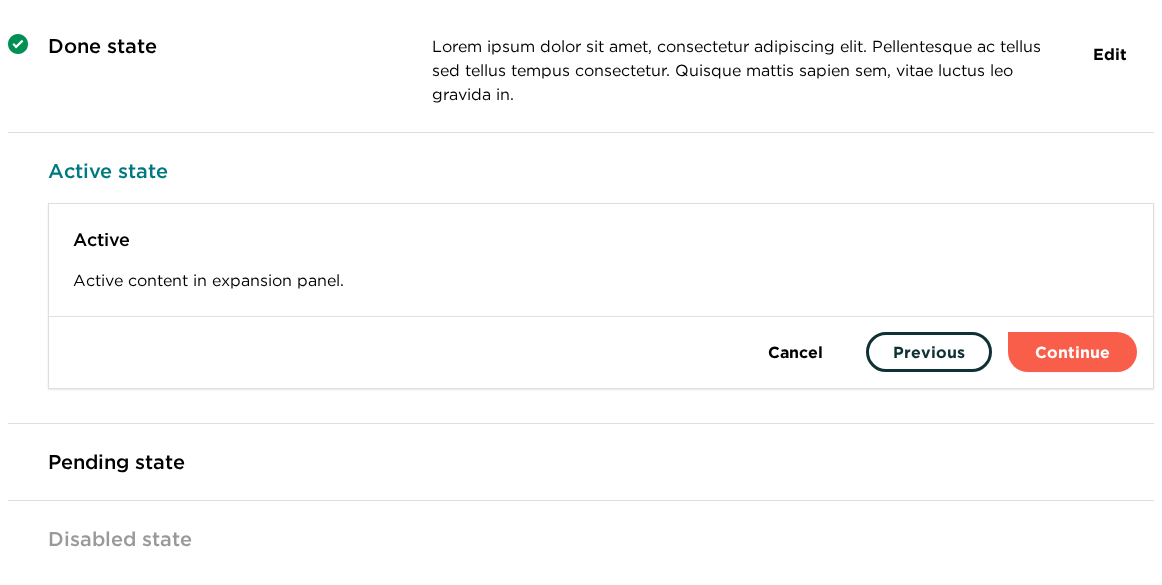 Done state
Lorem ipsum dolor sit amet, consectetur adipiscing elit. Pellentesque ac tellus
sed tellus tempus consectetur. Quisque mattis sapien sem, vitae luctus leo
gravida in.
Edit
Active state
Active
Active content in expansion panel.
Cancel
Previous
Continue
Pending state
Disabled state